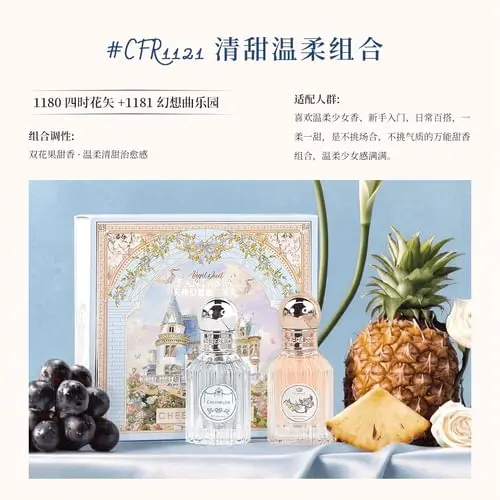 #CFR1121 清甜温柔组合
1180 四时花矢 +1181 幻想曲乐园
组合调性:
双花果甜香 · 温柔清甜治愈感
适配人群:
喜欢温柔少女香、新手入门、日常百搭，一
柔一甜，是不挑场合、不挑气质的万能甜香
组合，温柔少女感满满。
Angel Duet
CHEE